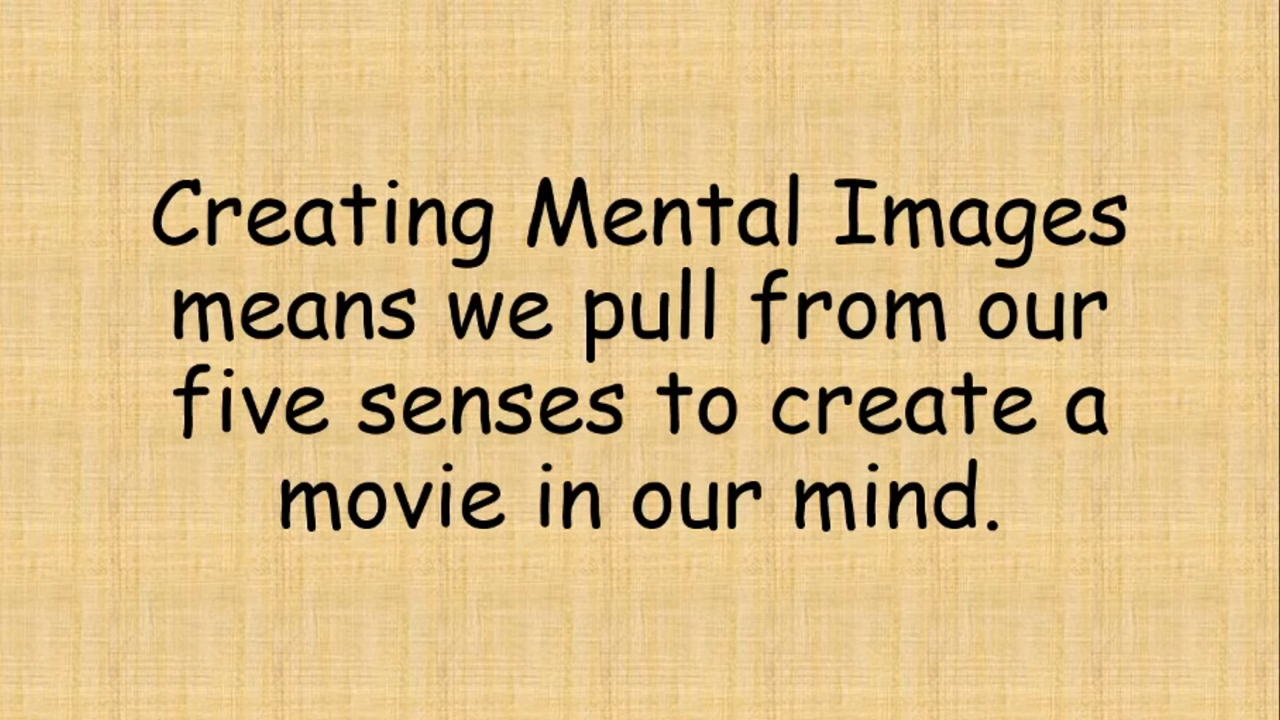 Creating Mental Images
means we pull from our
five senses to create a
movie in our mind.